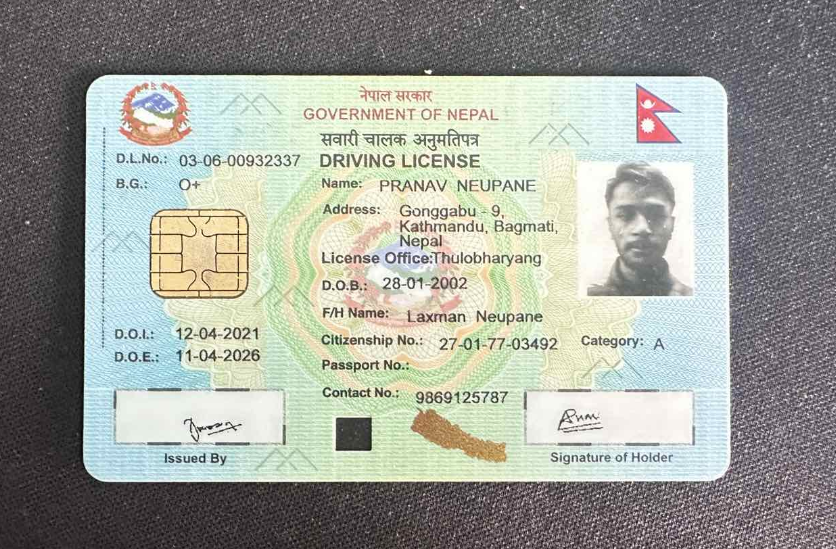 नेपाल सरकार
GOVERNMENT OF NEPAL
सवारी चालक अनुमतिपत्र
D.L.No.: 03-06-00932337 DRIVING LICENSE
B.G.: O+
Name: PRANAV NEUPANE
Address: Gonggabu - 9,
Kathmandu, Bagmati,
Nepal
License Office:Thulobharyang
D.O.B.: 28-01-2002
F/H Name: Laxman Neupane
D.O.I.: 12-04-2021
Citizenship No.: 27-01-77-03492 Category: A
D.O.E.: 11-04-2026
Passport No.:
Contact No.: 9869125787
Issued By
Signature of Holder